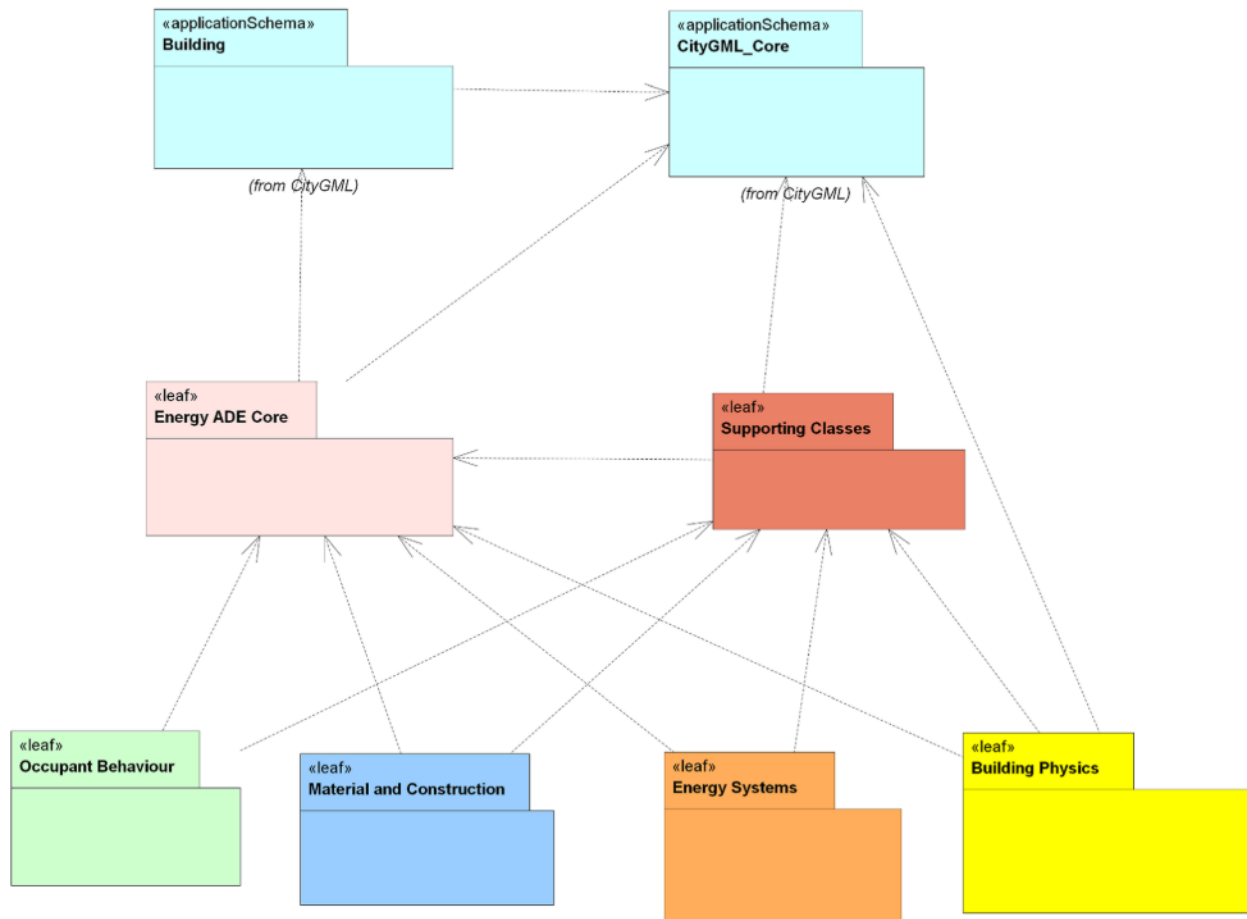 «applicationSchema»
Building
«applicationSchema»
CityGML_Core
(from CityGML)
(from CityGML)
«leaf»
Energy ADE Core
«leaf»
Supporting Classes
«leaf»
Occupant Behaviour
«leaf»
Material and Construction
«leaf»
Energy Systems
«leaf»
Building Physics